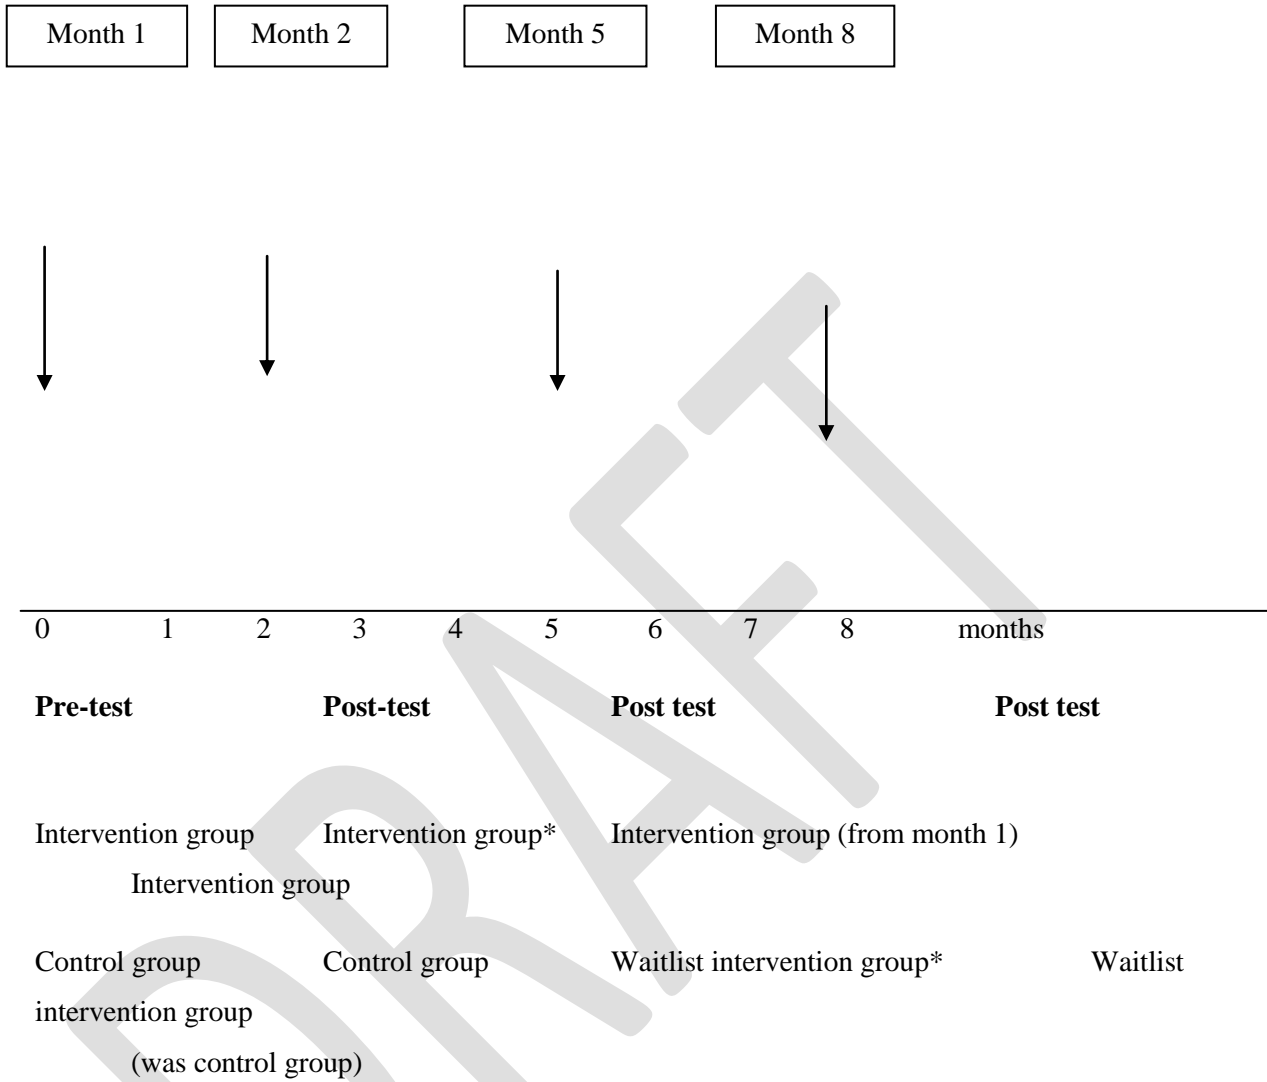 Month 1 Month 2 Month 5 Month 8
0 1 2 3 4 5 6 7 8 months
Pre-test Post-test Post test Post test
Intervention group Intervention group* Intervention group (from month 1)
Intervention group
Control group Control group Waitlist intervention group* Waitlist
intervention group
(was control group)
DRAFT